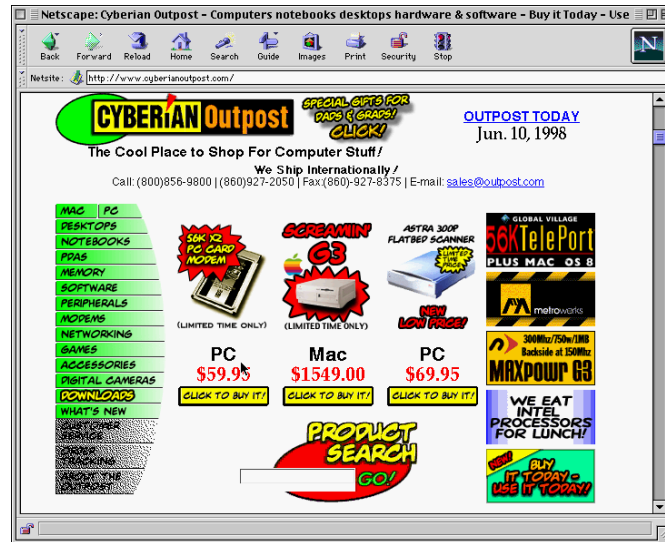 Netscape: Cyberian Outpost - Computers notebooks desktops hardware & software - Buy it Today - Use
Back Forward Reload Home Search Guide Images Print Security Stop
N
Netsite: http://www.cyberianoutpost.com/
CYBERIAN Outpost
SPECIAL GIFTS FOR
DADS & GRADS!
CLICK!
OUTPOST TODAY
Jun. 10, 1998
The Cool Place to Shop For Computer Stuff!
We Ship Internationally!
Call: (800)856-9800 | (860)927-2050 | Fax:(860)-927-8375 | E-mail: sales@outpost.com
MAC PC
DESKTOPS
NOTEBOOKS
PDAS
MEMORY
SOFTWARE
PERIPHERALS
MODEMS
NETWORKING
GAMES
ACCESSORIES
DIGITAL CAMERAS
DOWNLOADS
WHAT'S NEW
CUSTOMER
SERVICE
ORDER
TRACKING
ABOUT THE
OUTPOST
56K X2
PC CARD
MODEM
(LIMITED TIME ONLY)
PC
$59.95
CLICK TO BUY IT!
SCREAMIN'
G3
(LIMITED TIME ONLY)
Mac
$1549.00
CLICK TO BUY IT!
ASTRA 300P
FLATBED SCANNER
LIMITED
TIME
PRICE!
NEW
LOW PRICE!
PC
$69.95
CLICK TO BUY IT!
PRODUCT
SEARCH
GO!
GLOBAL VILLAGE
56K TelePort
PLUS MAC OS 8
metrowerks
300Mhz/750w/1MB
Backside at 150Mhz
MAXpowr G3
WE EAT
INTEL
PROCESSORS
FOR LUNCH!
NEW!
BUY
IT TODAY -
USE IT TODAY!